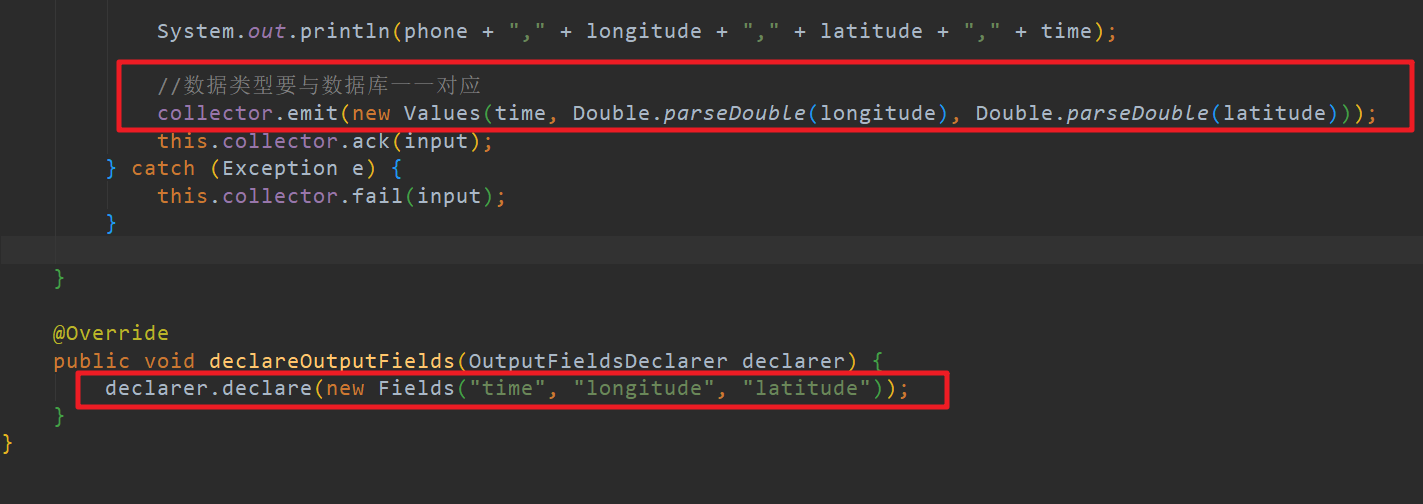 System.out.println(phone + "," + longitude + "," + latitude + "," + time);
//数据类型要与数据库一一对应
collector.emit(new Values(time, Double.parseDouble(longitude), Double.parseDouble(latitude)));
this.collector.ack(input);
} catch (Exception e) {
this.collector.fail(input);
}
}
@Override
public void declareOutputFields(OutputFieldsDeclarer declarer) {
declarer.declare(new Fields("time", "longitude", "latitude"));
}
}